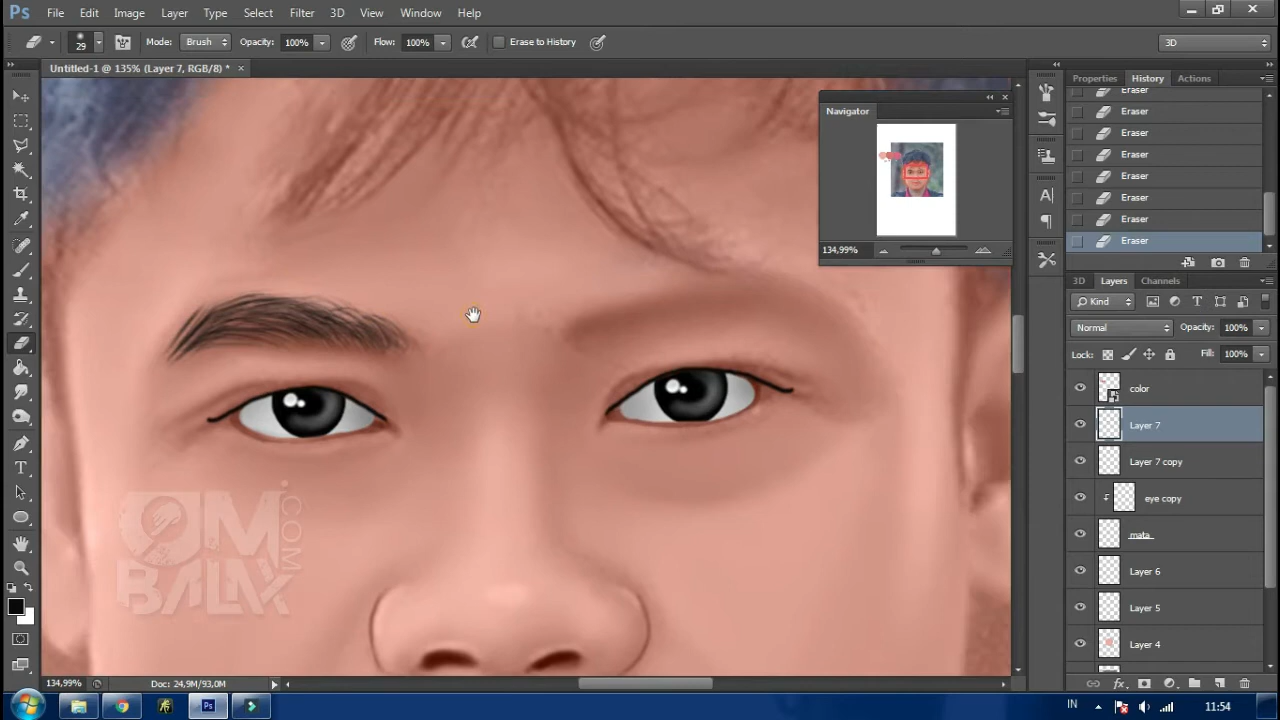 Ps File Edit Image Layer Type Select Filter 3D View Window Help
29 Mode: Brush Opacity: 100% Flow: 100% Erase to History 3D
Untitled-1 @ 135% (Layer 7, RGB/8) *
Navigator
134,99%
Properties History Actions
Eraser
Eraser
Eraser
Eraser
Eraser
Eraser
Eraser
Eraser
3D Layers Channels
Kind
Normal Opacity: 100%
Lock: Fill: 100%
color
Layer 7
Layer 7 copy
eye copy
mata
Layer 6
Layer 5
Layer 4
OM
BALAK
.COM
134,99% Doc: 24,9M/93,0M
Ps IN 11:54